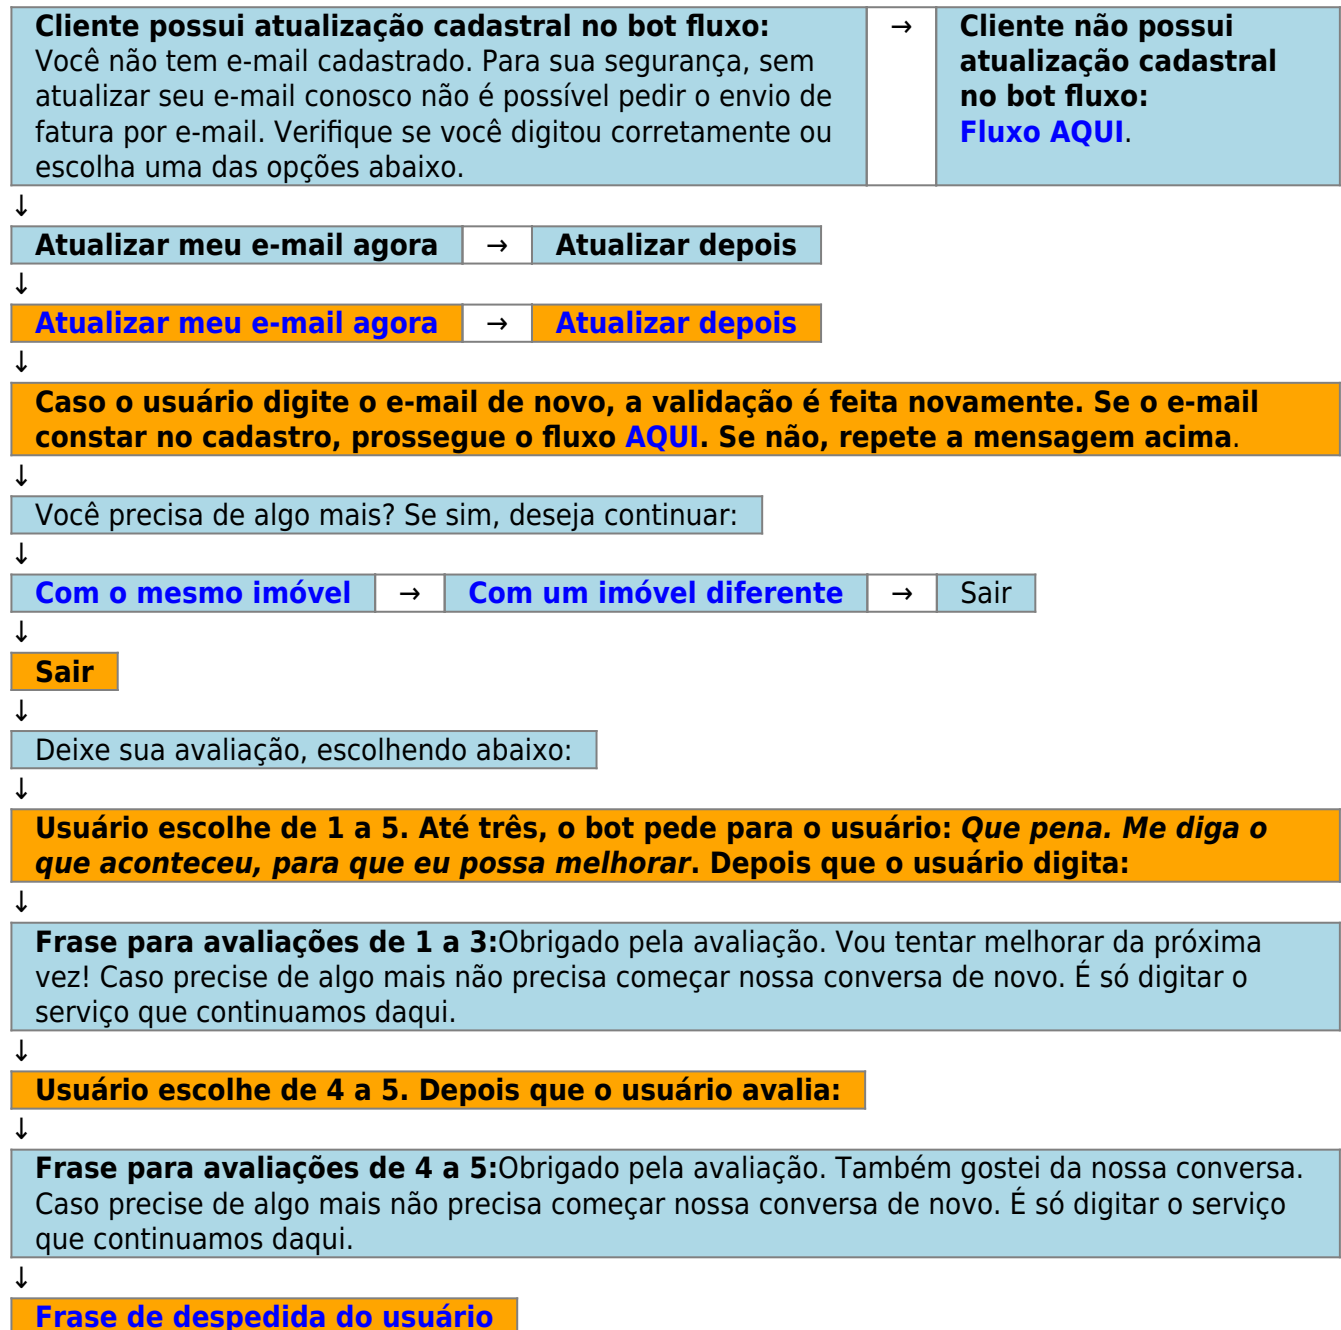 Cliente possui atualização cadastral no bot fluxo:
Você não tem e-mail cadastrado. Para sua segurança, sem
atualizar seu e-mail conosco não é possível pedir o envio de
fatura por e-mail. Verifique se você digitou corretamente ou
escolha uma das opções abaixo.
→
Cliente não possui
atualização cadastral
no bot fluxo:
Fluxo AQUI.
↓
Atualizar meu e-mail agora → Atualizar depois
↓
Atualizar meu e-mail agora → Atualizar depois
↓
Caso o usuário digite o e-mail de novo, a validação é feita novamente. Se o e-mail
constar no cadastro, prossegue o fluxo AQUI. Se não, repete a mensagem acima.
↓
Você precisa de algo mais? Se sim, deseja continuar:
↓
Com o mesmo imóvel → Com um imóvel diferente → Sair
↓
Sair
↓
Deixe sua avaliação, escolhendo abaixo:
↓
Usuário escolhe de 1 a 5. Até três, o bot pede para o usuário: Que pena. Me diga o
que aconteceu, para que eu possa melhorar. Depois que o usuário digita:
↓
Frase para avaliações de 1 a 3:Obrigado pela avaliação. Vou tentar melhorar da próxima
vez! Caso precise de algo mais não precisa começar nossa conversa de novo. É só digitar o
serviço que continuamos daqui.
↓
Usuário escolhe de 4 a 5. Depois que o usuário avalia:
↓
Frase para avaliações de 4 a 5:Obrigado pela avaliação. Também gostei da nossa conversa.
Caso precise de algo mais não precisa começar nossa conversa de novo. É só digitar o serviço
que continuamos daqui.
↓
Frase de despedida do usuário